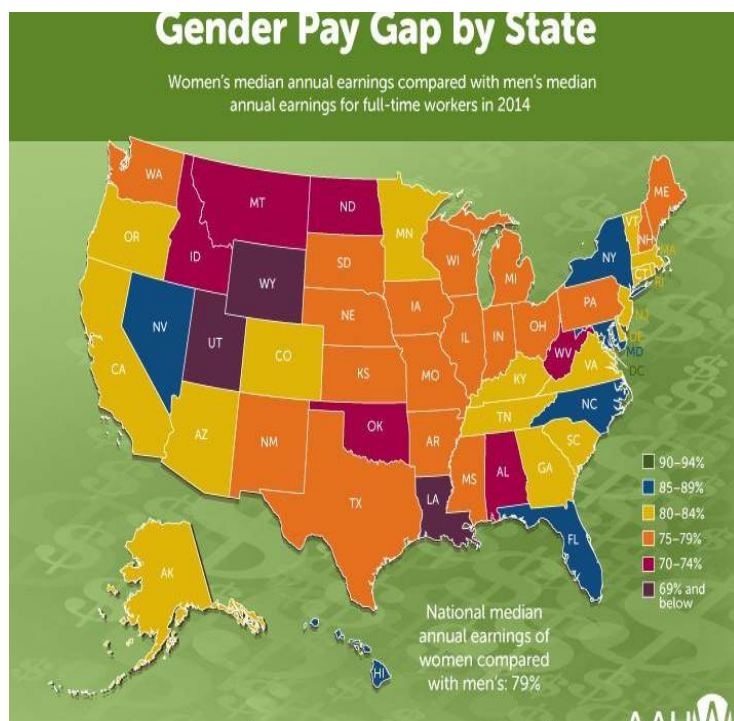 Gender Pay Gap by State
Women's median annual earnings compared with men's median
annual earnings for full-time workers in 2014
WA
MT
ND
MN
ME
VT
NH
OR
ID
SD
WI
MI
NY
MA
CT
RI
WY
NE
IA
PA
NJ
NV
UT
CO
IL
IN
OH
DE
MD
DC
CA
KS
MO
WV
VA
KY
NC
AZ
NM
OK
AR
TN
SC
TX
LA
MS
AL
GA
FL
AK
HI
90–94%
85–89%
80–84%
75–79%
70–74%
69% and
below
National median
annual earnings of
women compared
with men's: 79%